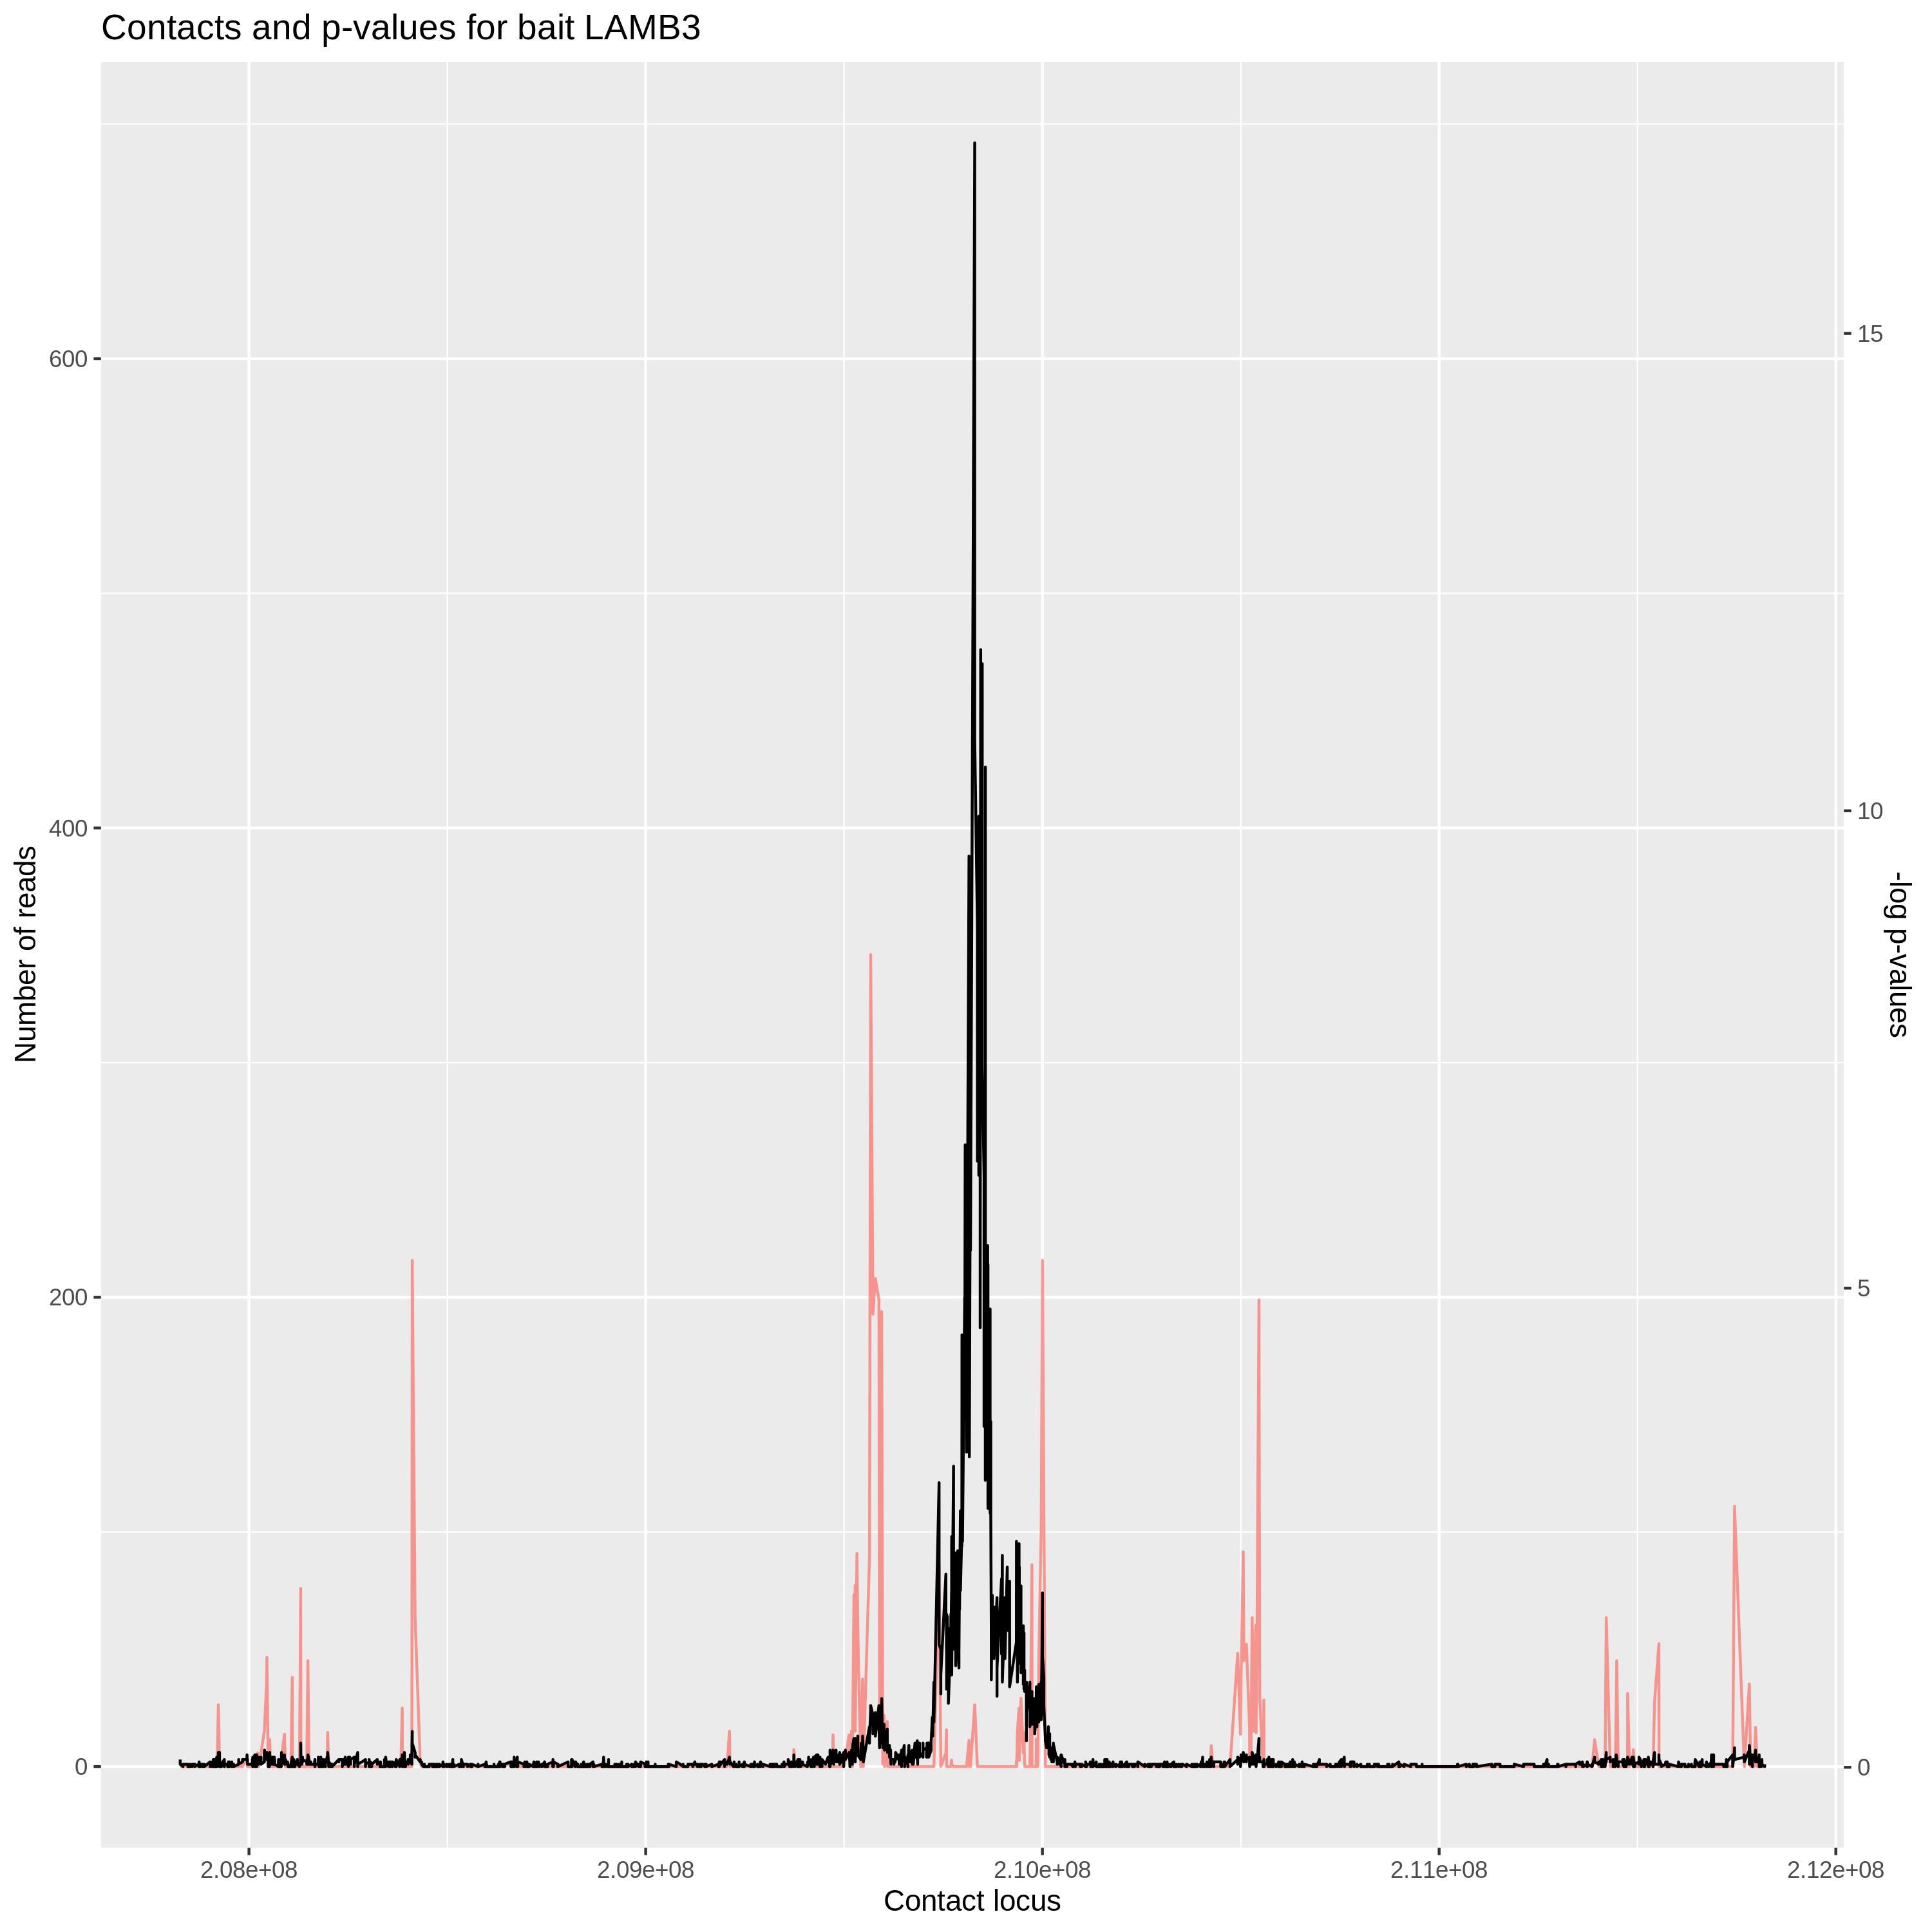 Contacts and p-values for bait LAMB3
600
400
200
0
Number of reads
15
10
5
0
-log p-values
2.08e+08 2.09e+08 2.10e+08 2.11e+08 2.12e+08
Contact locus